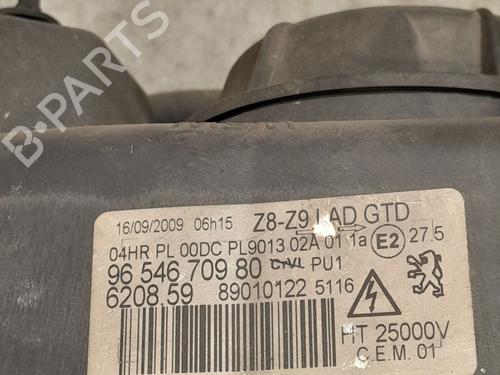 B-PARTS
16/09/2009 06h15 Z8-Z9 LAD GTD
04HR PL 00DC PL9013 02A 01 1a E2 27.5
96 546 709 80 CrVL PU1
6208.59 89010122 5116
HT 25000V
C.E.M. 01